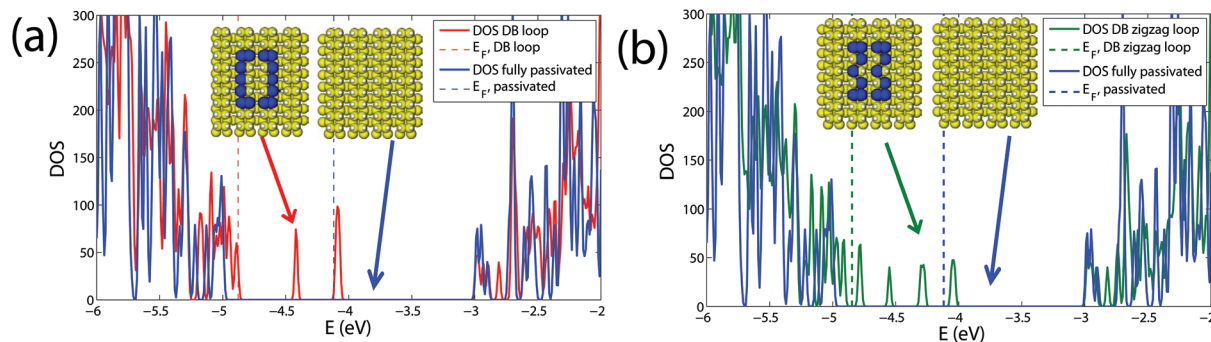 (a)
DOS
300
250
200
150
100
50
0
DOS DB loop
E_F, DB loop
DOS fully passivated
E_F, passivated
−6
−5.5
−5
−4.5
−4
−3.5
−3
−2.5
−2
E (eV)
(b)
DOS
300
250
200
150
100
50
0
DOS DB zigzag loop
E_F, DB zigzag loop
DOS fully passivated
E_F, passivated
−6
−5.5
−5
−4.5
−4
−3.5
−3
−2.5
−2
E (eV)